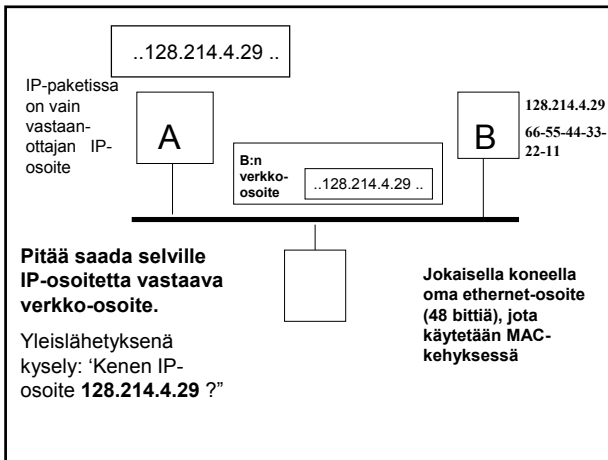 ..128.214.4.29 ..
IP-paketissa
on vain
vastaan-
ottajan IP-
osoite
A
B:n
verkko-
osoite
..128.214.4.29 ..
B
128.214.4.29
66-55-44-33-
22-11
Pitää saada selville
IP-osoitetta vastaava
verkko-osoite.
Yleislähetyksenä
kysely: ‘Kenen IP-
osoite 128.214.4.29 ?”
Jokaisella koneella
oma ethernet-osoite
(48 bittiä), jota
käytetään MAC-
kehyksessä